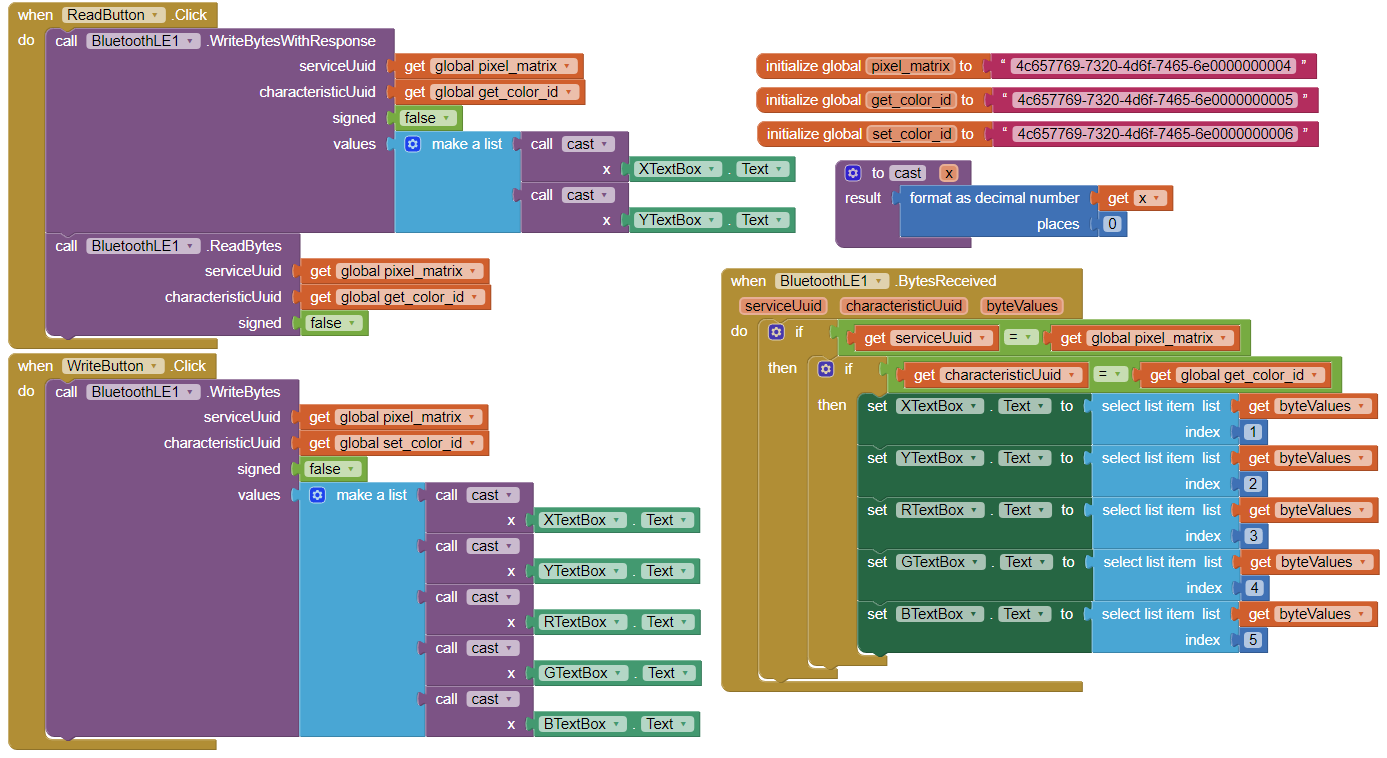 when ReadButton .Click
do call BluetoothLE1 .WriteBytesWithResponse
serviceUuid get global pixel_matrix
characteristicUuid get global get_color_id
signed false
values make a list call cast
x XTextBox . Text
call cast
x YTextBox . Text
call BluetoothLE1 .ReadBytes
serviceUuid get global pixel_matrix
characteristicUuid get global get_color_id
signed false
when WriteButton .Click
do call BluetoothLE1 .WriteBytes
serviceUuid get global pixel_matrix
characteristicUuid get global set_color_id
signed false
values make a list call cast
x XTextBox . Text
call cast
x YTextBox . Text
call cast
x RTextBox . Text
call cast
x GTextBox . Text
call cast
x BTextBox . Text
initialize global pixel_matrix to “ 4c657769-7320-4d6f-7465-6e0000000004 ”
initialize global get_color_id to “ 4c657769-7320-4d6f-7465-6e0000000005 ”
initialize global set_color_id to “ 4c657769-7320-4d6f-7465-6e0000000006 ”
to cast x
result format as decimal number get x
places 0
when BluetoothLE1 .BytesReceived
serviceUuid characteristicUuid byteValues
do if get serviceUuid = get global pixel_matrix
then if get characteristicUuid = get global get_color_id
then set XTextBox . Text to select list item list get byteValues
index 1
set YTextBox . Text to select list item list get byteValues
index 2
set RTextBox . Text to select list item list get byteValues
index 3
set GTextBox . Text to select list item list get byteValues
index 4
set BTextBox . Text to select list item list get byteValues
index 5